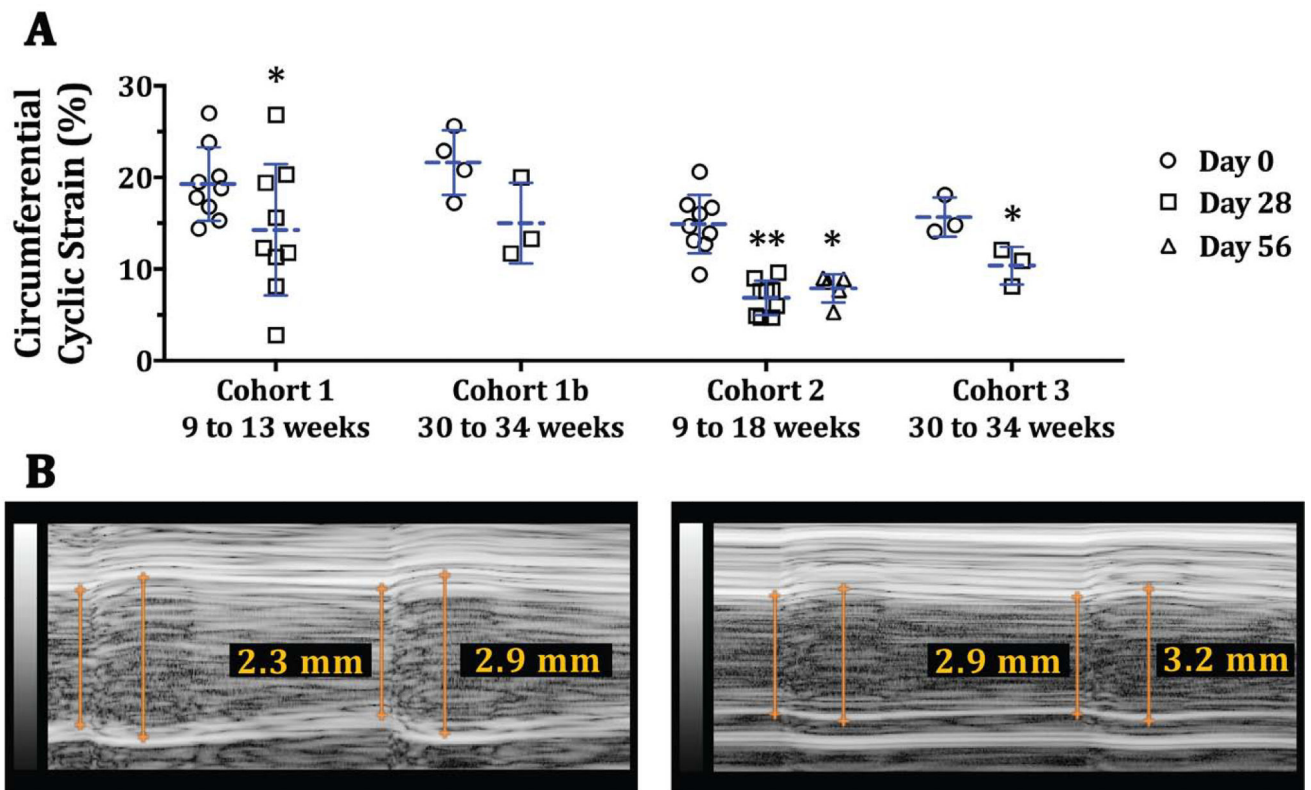 A
Circumferential
Cyclic Strain (%)
30
20
10
0
*
**
*
*
Day 0
Day 28
Day 56
Cohort 1
9 to 13 weeks
Cohort 1b
30 to 34 weeks
Cohort 2
9 to 18 weeks
Cohort 3
30 to 34 weeks
B
2.3 mm
2.9 mm
2.9 mm
3.2 mm